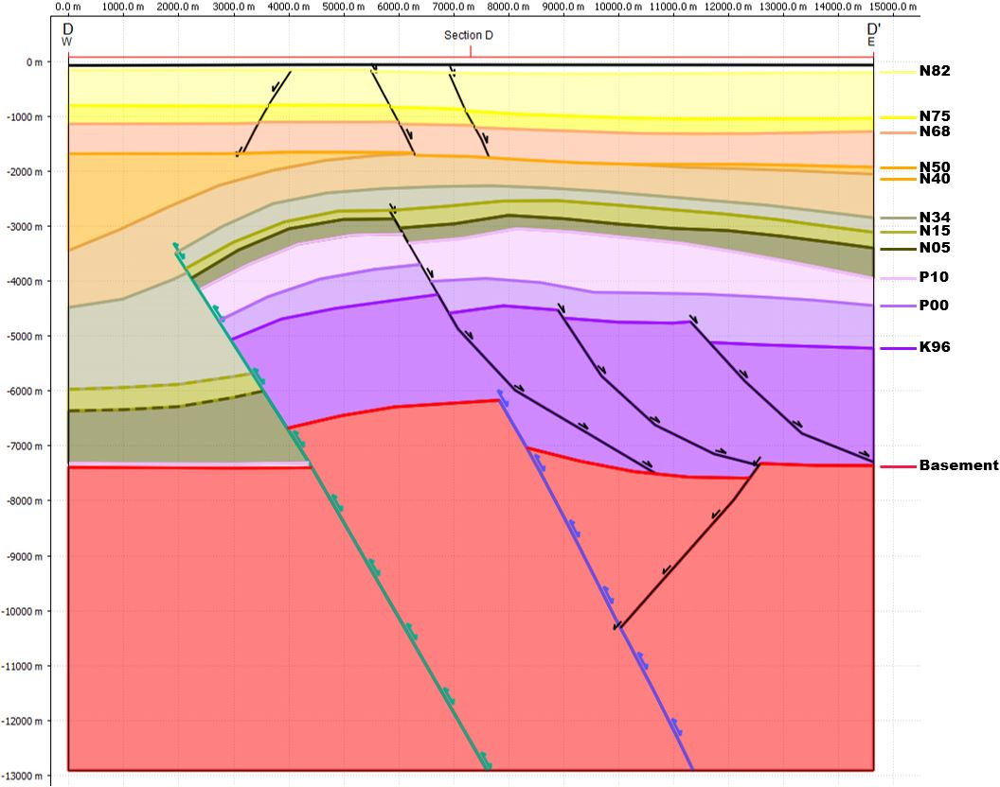 0.0 m 1000.0 m 2000.0 m 3000.0 m 4000.0 m 5000.0 m 6000.0 m 7000.0 m 8000.0 m 9000.0 m 10000.0 m 11000.0 m 12000.0 m 13000.0 m 14000.0 m 15000.0 m
D D'
W Section D E
0 m
N82
-1000 m
N75
N68
-2000 m
N50
N40
-3000 m
N34
N15
N05
-4000 m
P10
P00
-5000 m
K96
-6000 m
-7000 m
Basement
-8000 m
-9000 m
-10000 m
-11000 m
-12000 m
-13000 m